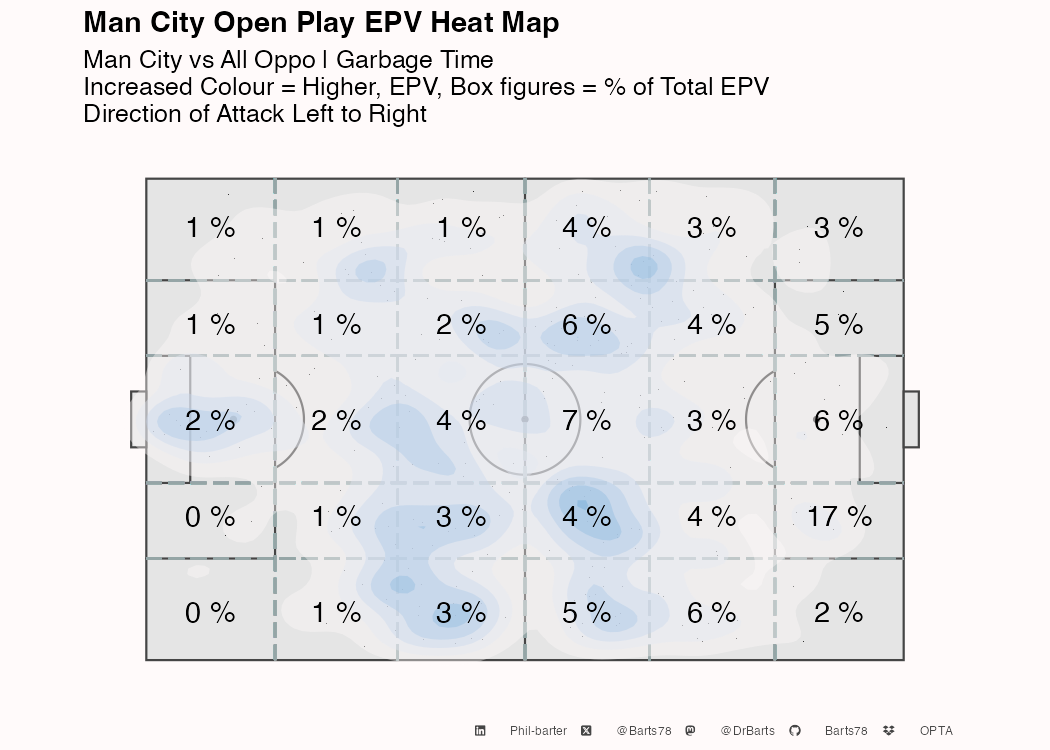 Man City Open Play EPV Heat Map
Man City vs All Oppo | Garbage Time
Increased Colour = Higher, EPV, Box figures = % of Total EPV
Direction of Attack Left to Right
1 % 1 % 1 % 4 % 3 % 3 %
1 % 1 % 2 % 6 % 4 % 5 %
2 % 2 % 4 % 7 % 3 % 6 %
0 % 1 % 3 % 4 % 4 % 17 %
0 % 1 % 3 % 5 % 6 % 2 %
Phil-barter @Barts78 @DrBarts Barts78 OPTA